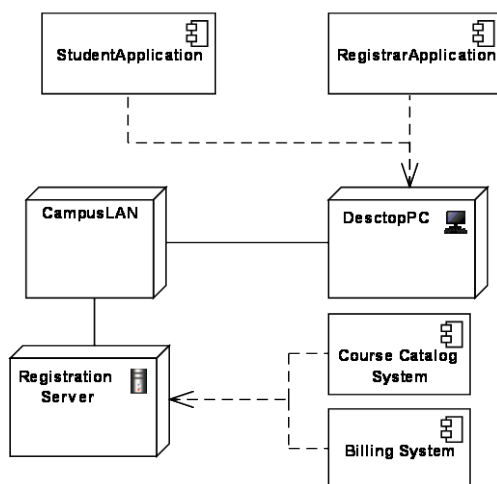 StudentApplication
RegistrarApplication
CampusLAN
DesctopPC
Registration
Server
Course Catalog
System
Billing System